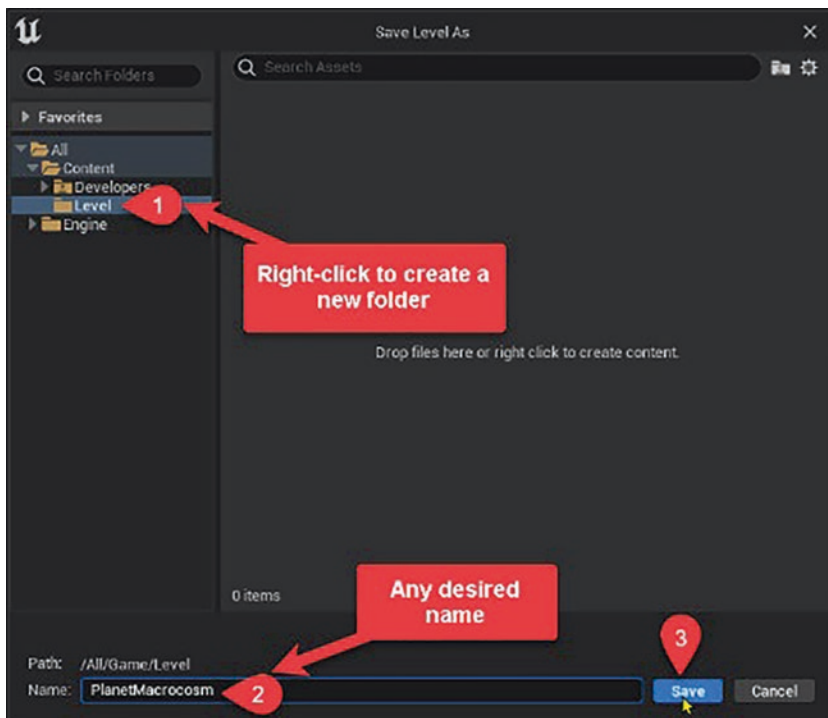 Save Level As
Search Folders
Search Assets
Favorites
All
Content
Developers
Level
1
Engine
Right-click to create a
new folder
Drop files here or right click to create content.
0 items
Any desired
name
3
Path: /All/Game/Level
Name: PlanetMacrocosm
2
Save
Cancel